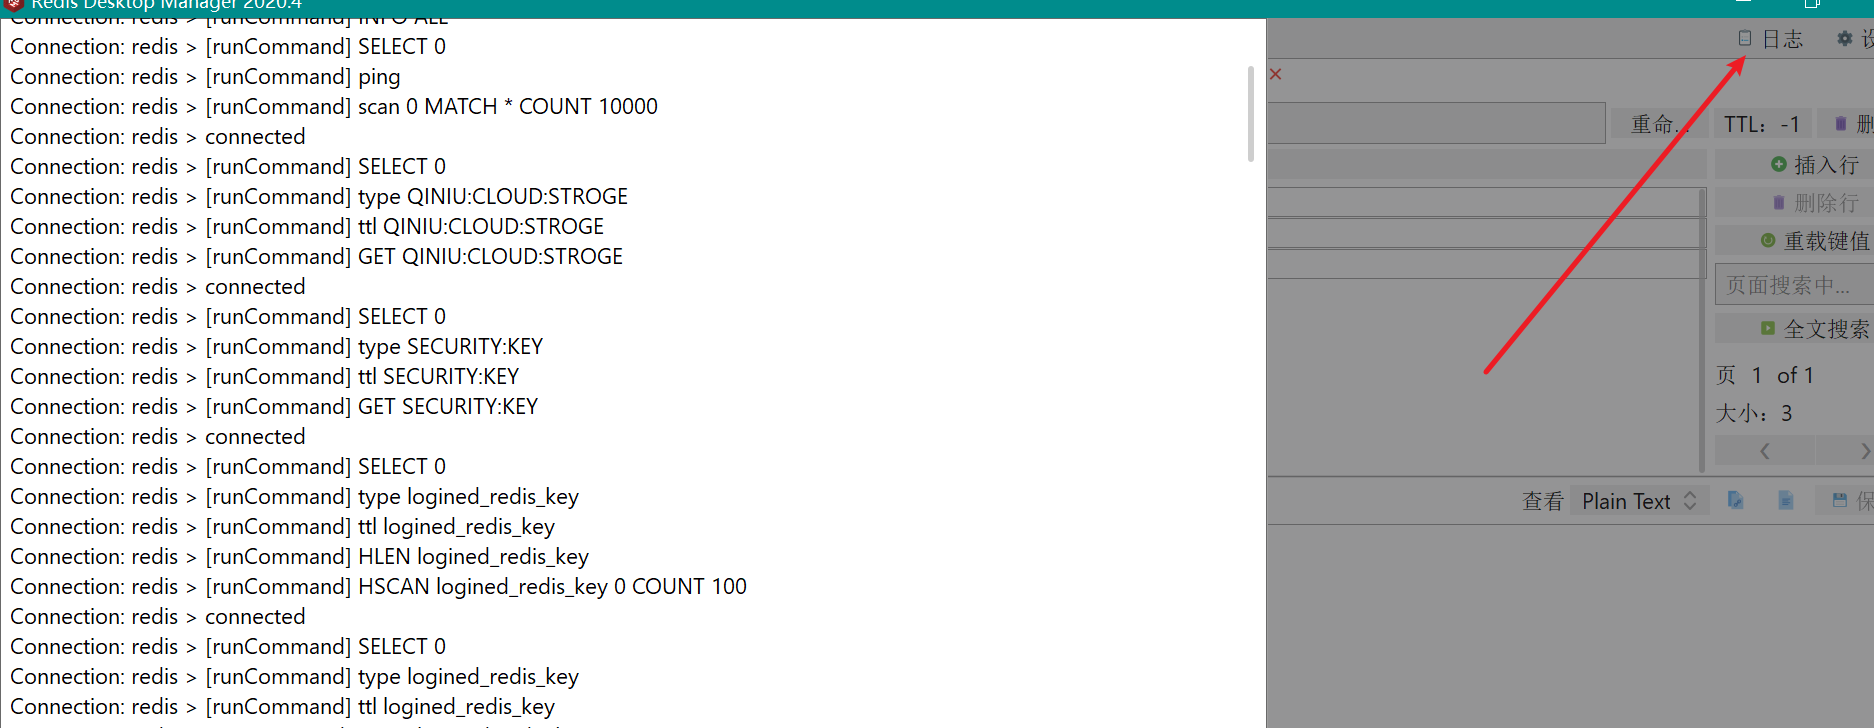 Redis Desktop Manager 2020.4
Connection: redis > [runCommand] INFO ALL
Connection: redis > [runCommand] SELECT 0
Connection: redis > [runCommand] ping
Connection: redis > [runCommand] scan 0 MATCH * COUNT 10000
Connection: redis > connected
Connection: redis > [runCommand] SELECT 0
Connection: redis > [runCommand] type QINIU:CLOUD:STROGE
Connection: redis > [runCommand] ttl QINIU:CLOUD:STROGE
Connection: redis > [runCommand] GET QINIU:CLOUD:STROGE
Connection: redis > connected
Connection: redis > [runCommand] SELECT 0
Connection: redis > [runCommand] type SECURITY:KEY
Connection: redis > [runCommand] ttl SECURITY:KEY
Connection: redis > [runCommand] GET SECURITY:KEY
Connection: redis > connected
Connection: redis > [runCommand] SELECT 0
Connection: redis > [runCommand] type logined_redis_key
Connection: redis > [runCommand] ttl logined_redis_key
Connection: redis > [runCommand] HLEN logined_redis_key
Connection: redis > [runCommand] HSCAN logined_redis_key 0 COUNT 100
Connection: redis > connected
Connection: redis > [runCommand] SELECT 0
Connection: redis > [runCommand] type logined_redis_key
Connection: redis > [runCommand] ttl logined_redis_key
日志 设
重命... TTL：-1 删
插入行
删除行
重载键值
页面搜索中...
全文搜索
页 1 of 1
大小：3
查看 Plain Text 保